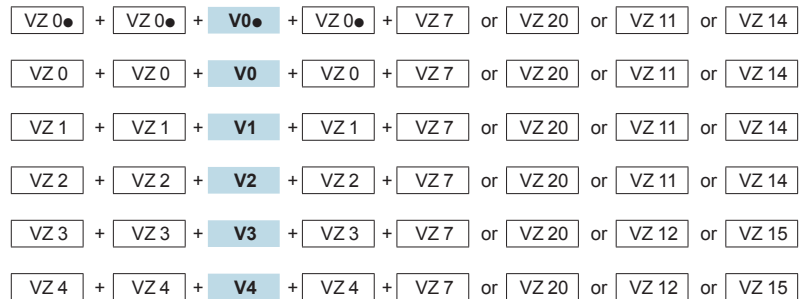 VZ 0● + VZ 0● + V0● + VZ 0● + VZ 7 or VZ 20 or VZ 11 or VZ 14
VZ 0 + VZ 0 + V0 + VZ 0 + VZ 7 or VZ 20 or VZ 11 or VZ 14
VZ 1 + VZ 1 + V1 + VZ 1 + VZ 7 or VZ 20 or VZ 11 or VZ 14
VZ 2 + VZ 2 + V2 + VZ 2 + VZ 7 or VZ 20 or VZ 11 or VZ 14
VZ 3 + VZ 3 + V3 + VZ 3 + VZ 7 or VZ 20 or VZ 12 or VZ 15
VZ 4 + VZ 4 + V4 + VZ 4 + VZ 7 or VZ 20 or VZ 12 or VZ 15